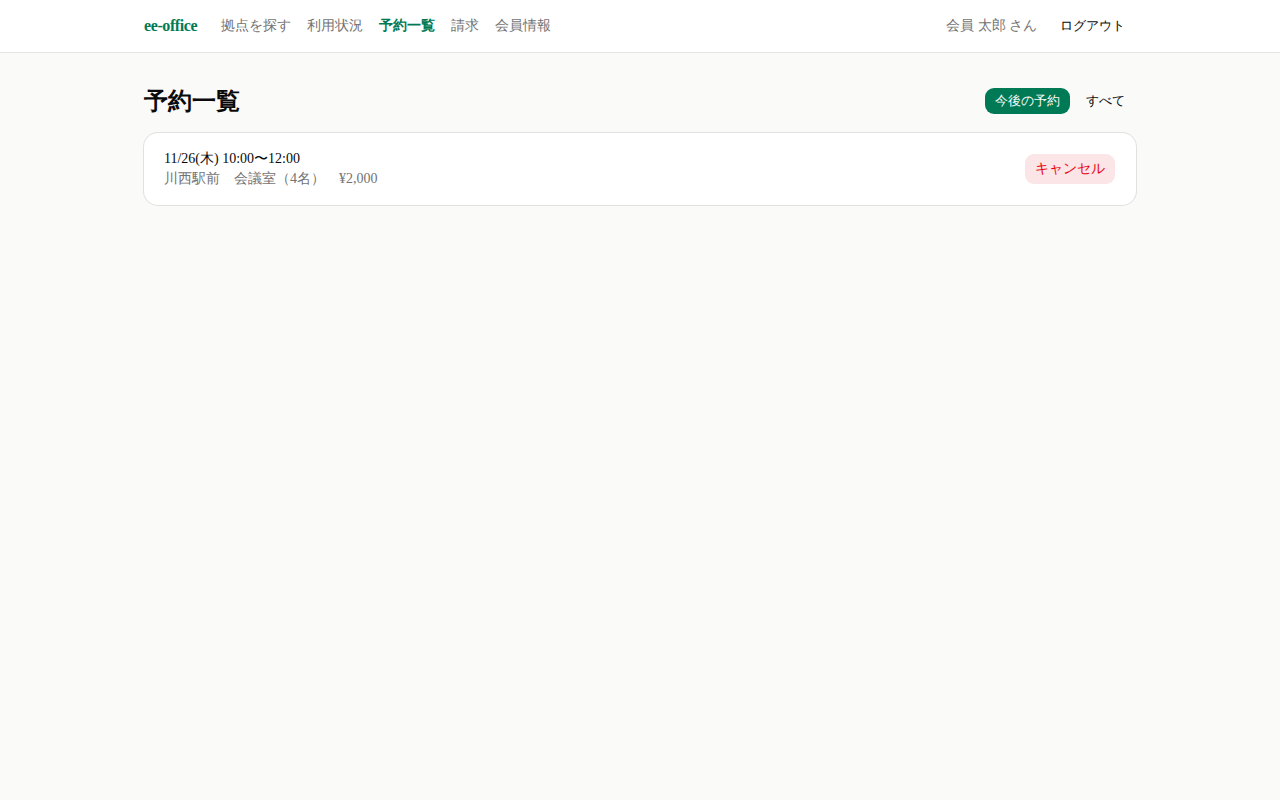 ee-office 拠点を探す 利用状況 予約一覧 請求 会員情報 会員 太郎 さん ログアウト
予約一覧 今後の予約 すべて
11/26(木) 10:00〜12:00
川西駅前 会議室（4名） ¥2,000 キャンセル